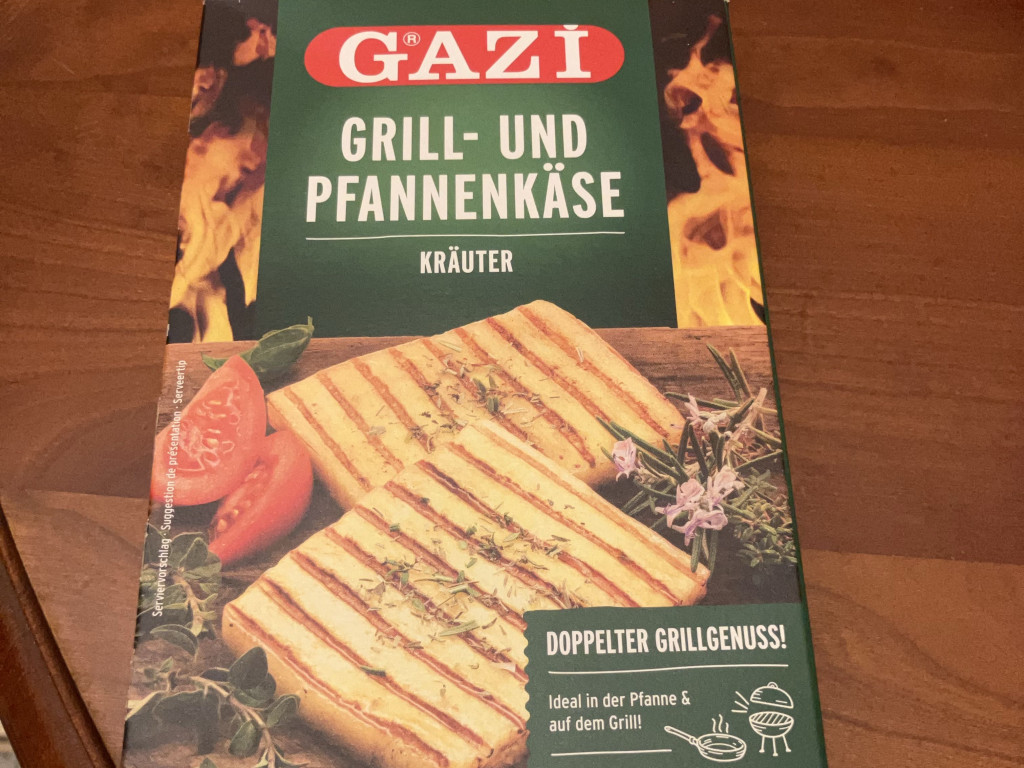 GAZİ®
GRILL- UND
PFANNENKÄSE
KRÄUTER
Serviervorschlag · Suggestion de présentation · Serveertip
DOPPELTER GRILLGENUSS!
Ideal in der Pfanne &
auf dem Grill!